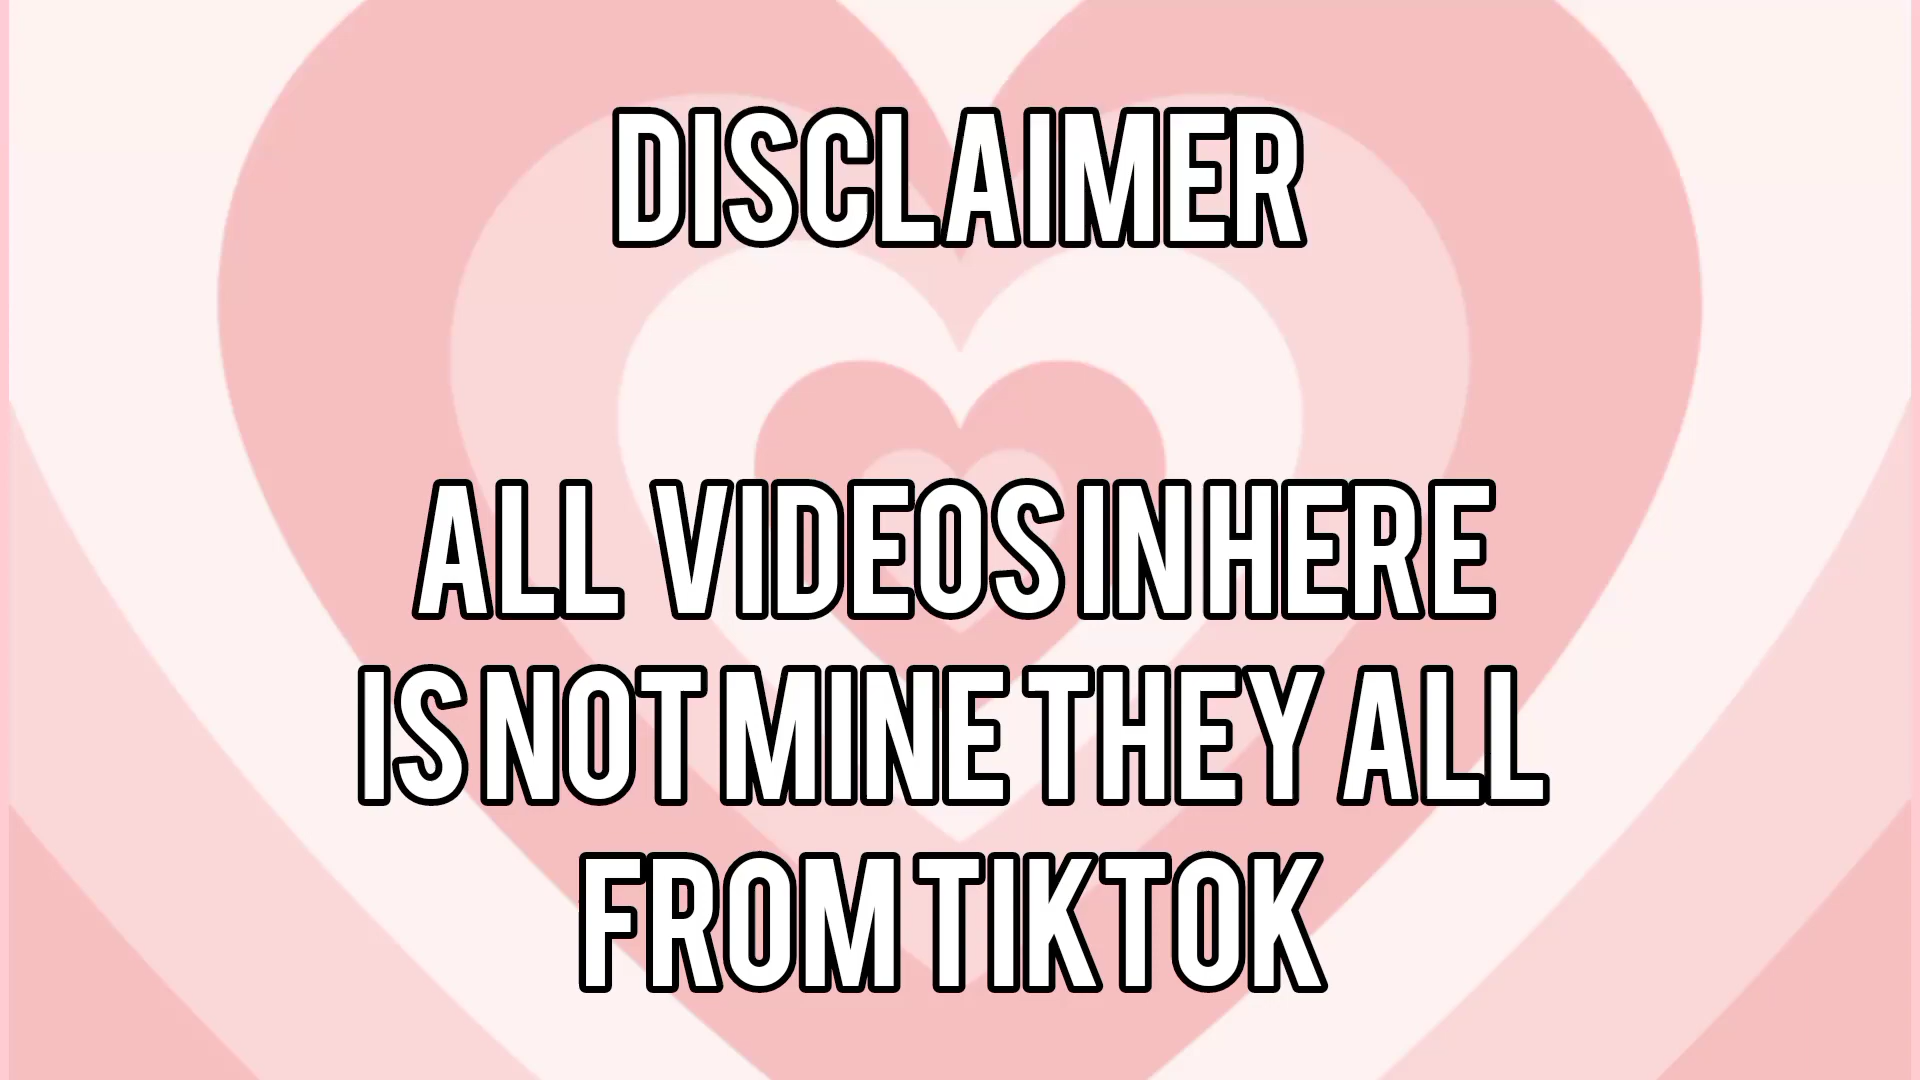 DISCLAIMER
ALL VIDEOS IN HERE
IS NOT MINE THEY ALL
FROM TIKTOK